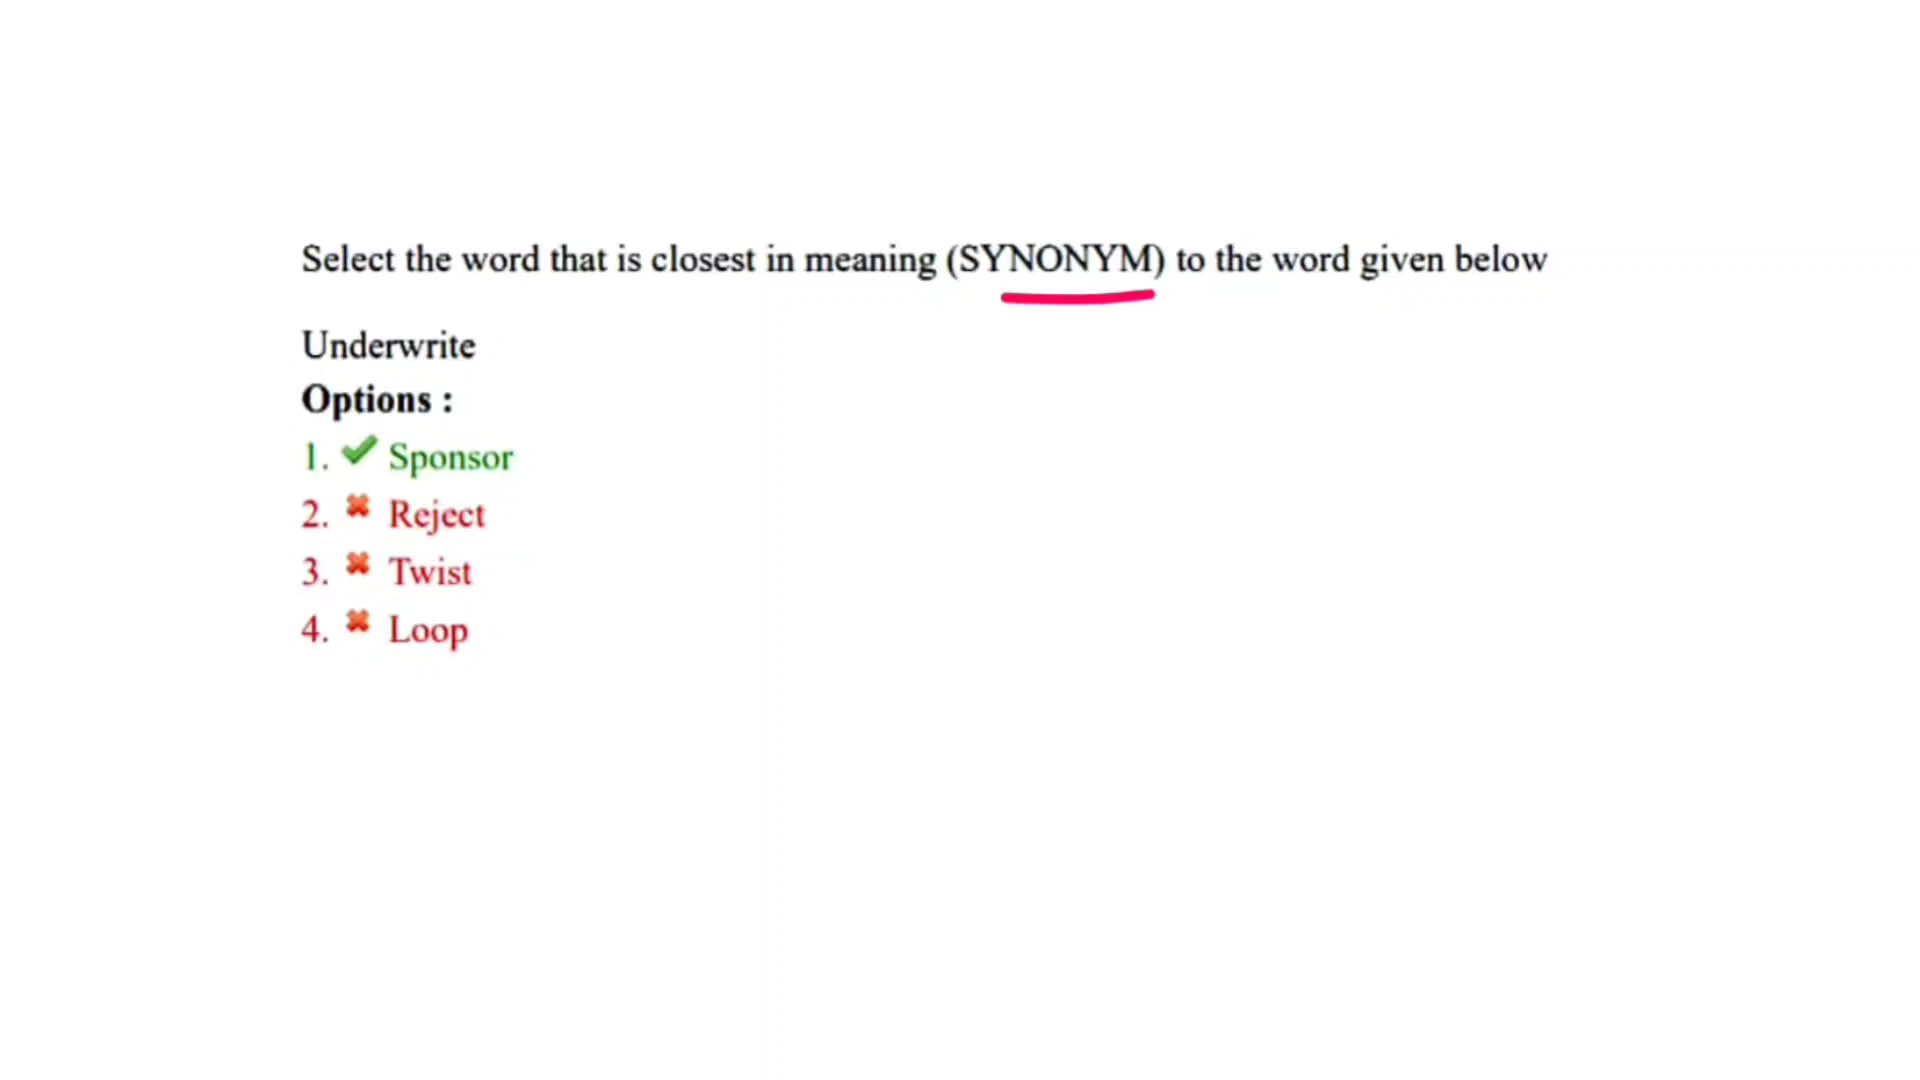 Select the word that is closest in meaning (SYNONYM) to the word given below
Underwrite
Options :
1. Sponsor
2. Reject
3. Twist
4. Loop